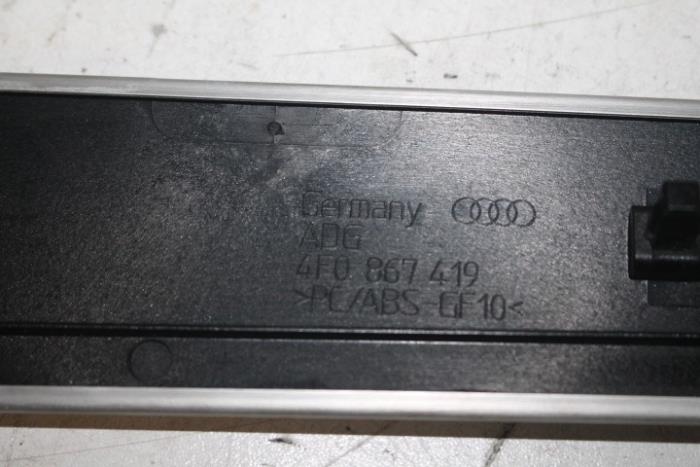 Germany
ADG
4F0 867 419
>PC/ABS-GF10<